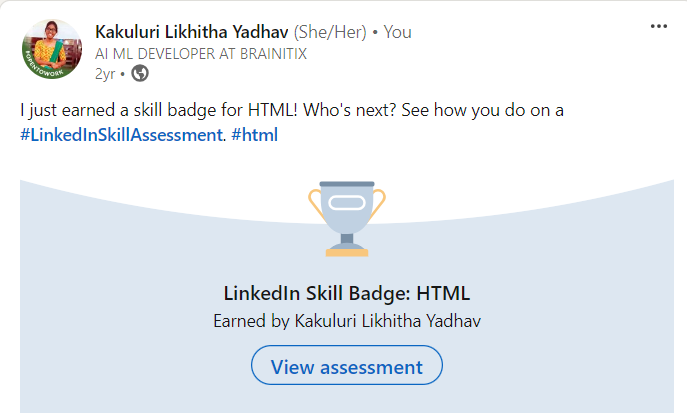 Kakuluri Likhitha Yadhav (She/Her) • You
AI ML DEVELOPER AT BRAINITIX
2yr •
#OPENTOWORK
I just earned a skill badge for HTML! Who's next? See how you do on a
#LinkedInSkillAssessment. #html
LinkedIn Skill Badge: HTML
Earned by Kakuluri Likhitha Yadhav
View assessment